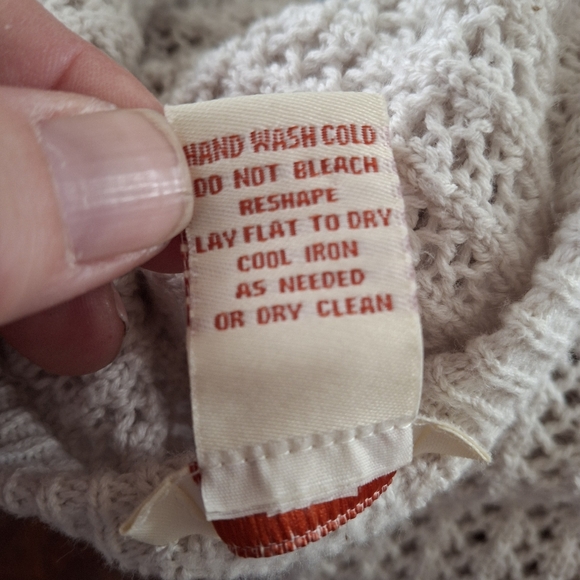 HAND WASH COLD
DO NOT BLEACH
RESHAPE
LAY FLAT TO DRY
COOL IRON
AS NEEDED
OR DRY CLEAN